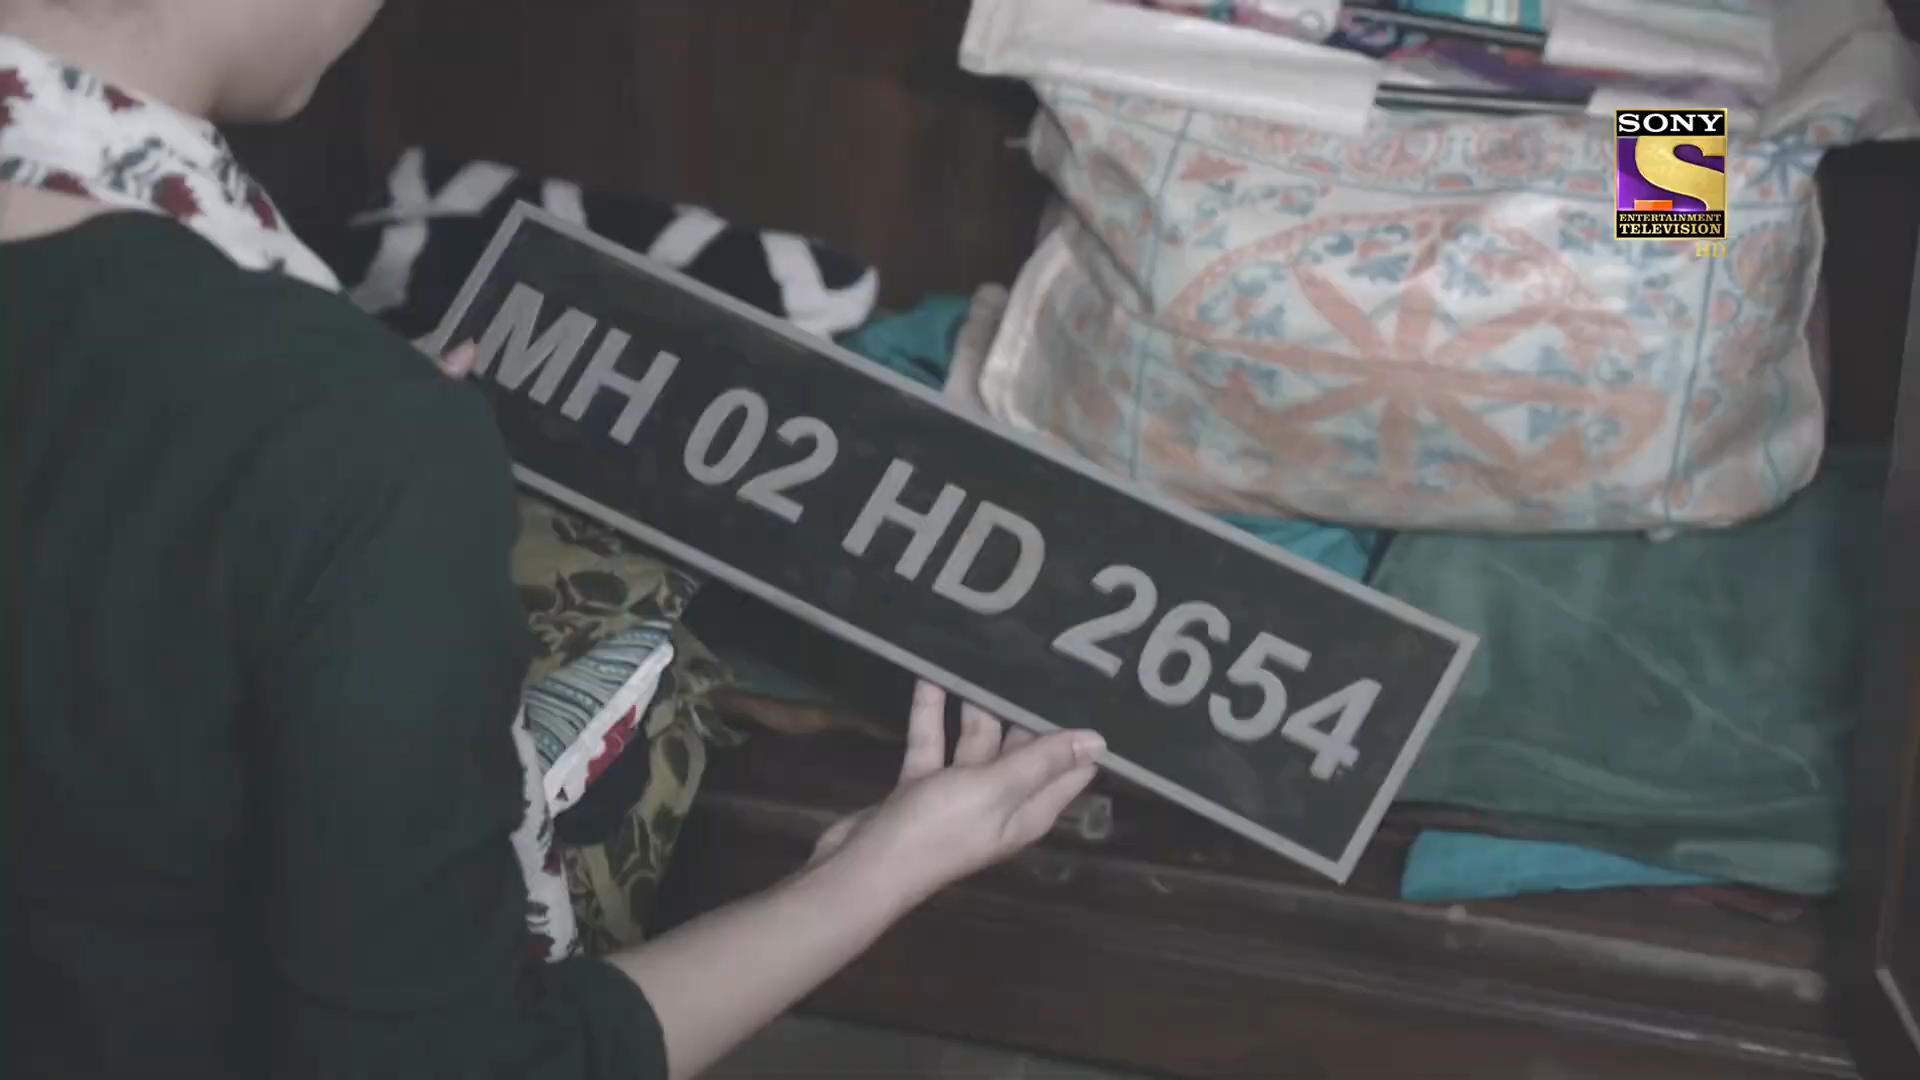 MH 02 HD 2654
SONY
ENTERTAINMENT
TELEVISION
HD